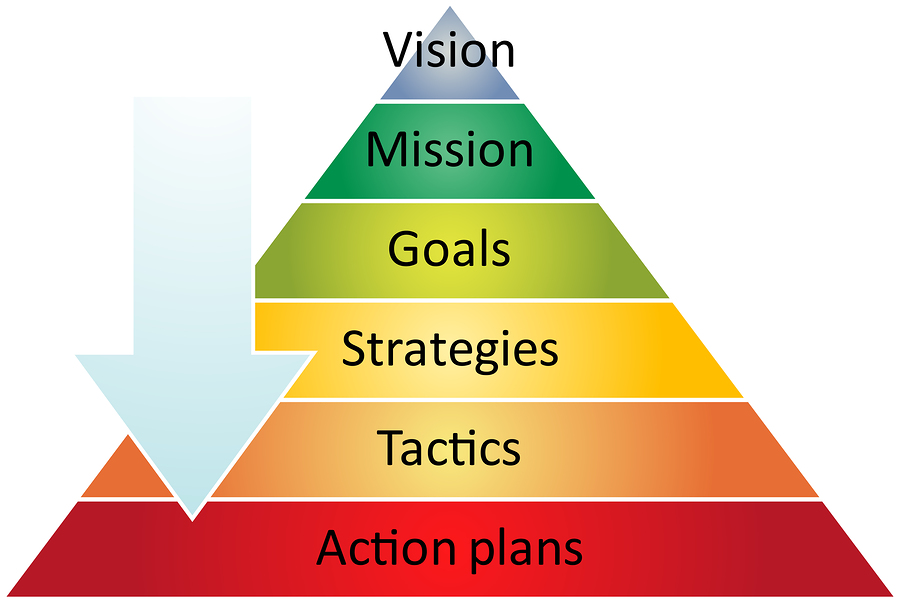 Vision
Mission
Goals
Strategies
Tactics
Action plans